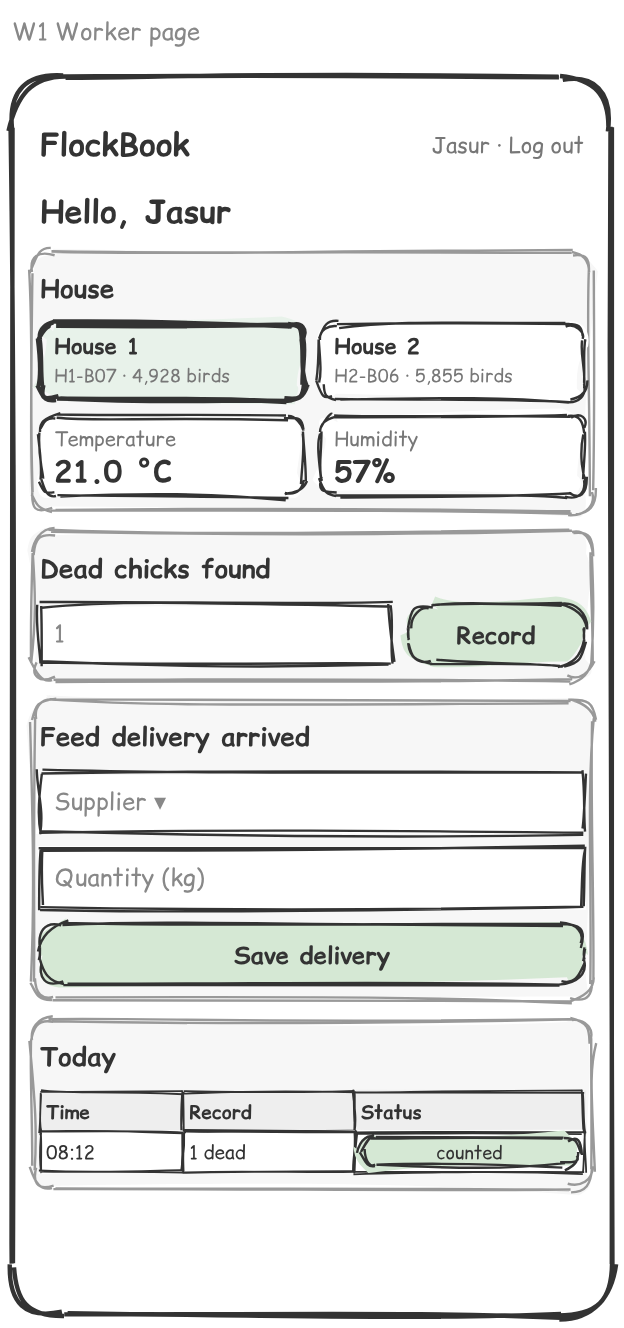 W1 Worker page
FlockBook
Jasur · Log out
Hello, Jasur
House
House 1
H1-B07 · 4,928 birds
House 2
H2-B06 · 5,855 birds
Temperature
21.0 °C
Humidity
57%
Dead chicks found
1
Record
Feed delivery arrived
Supplier ▾
Quantity (kg)
Save delivery
Today
Time Record Status
08:12 1 dead counted